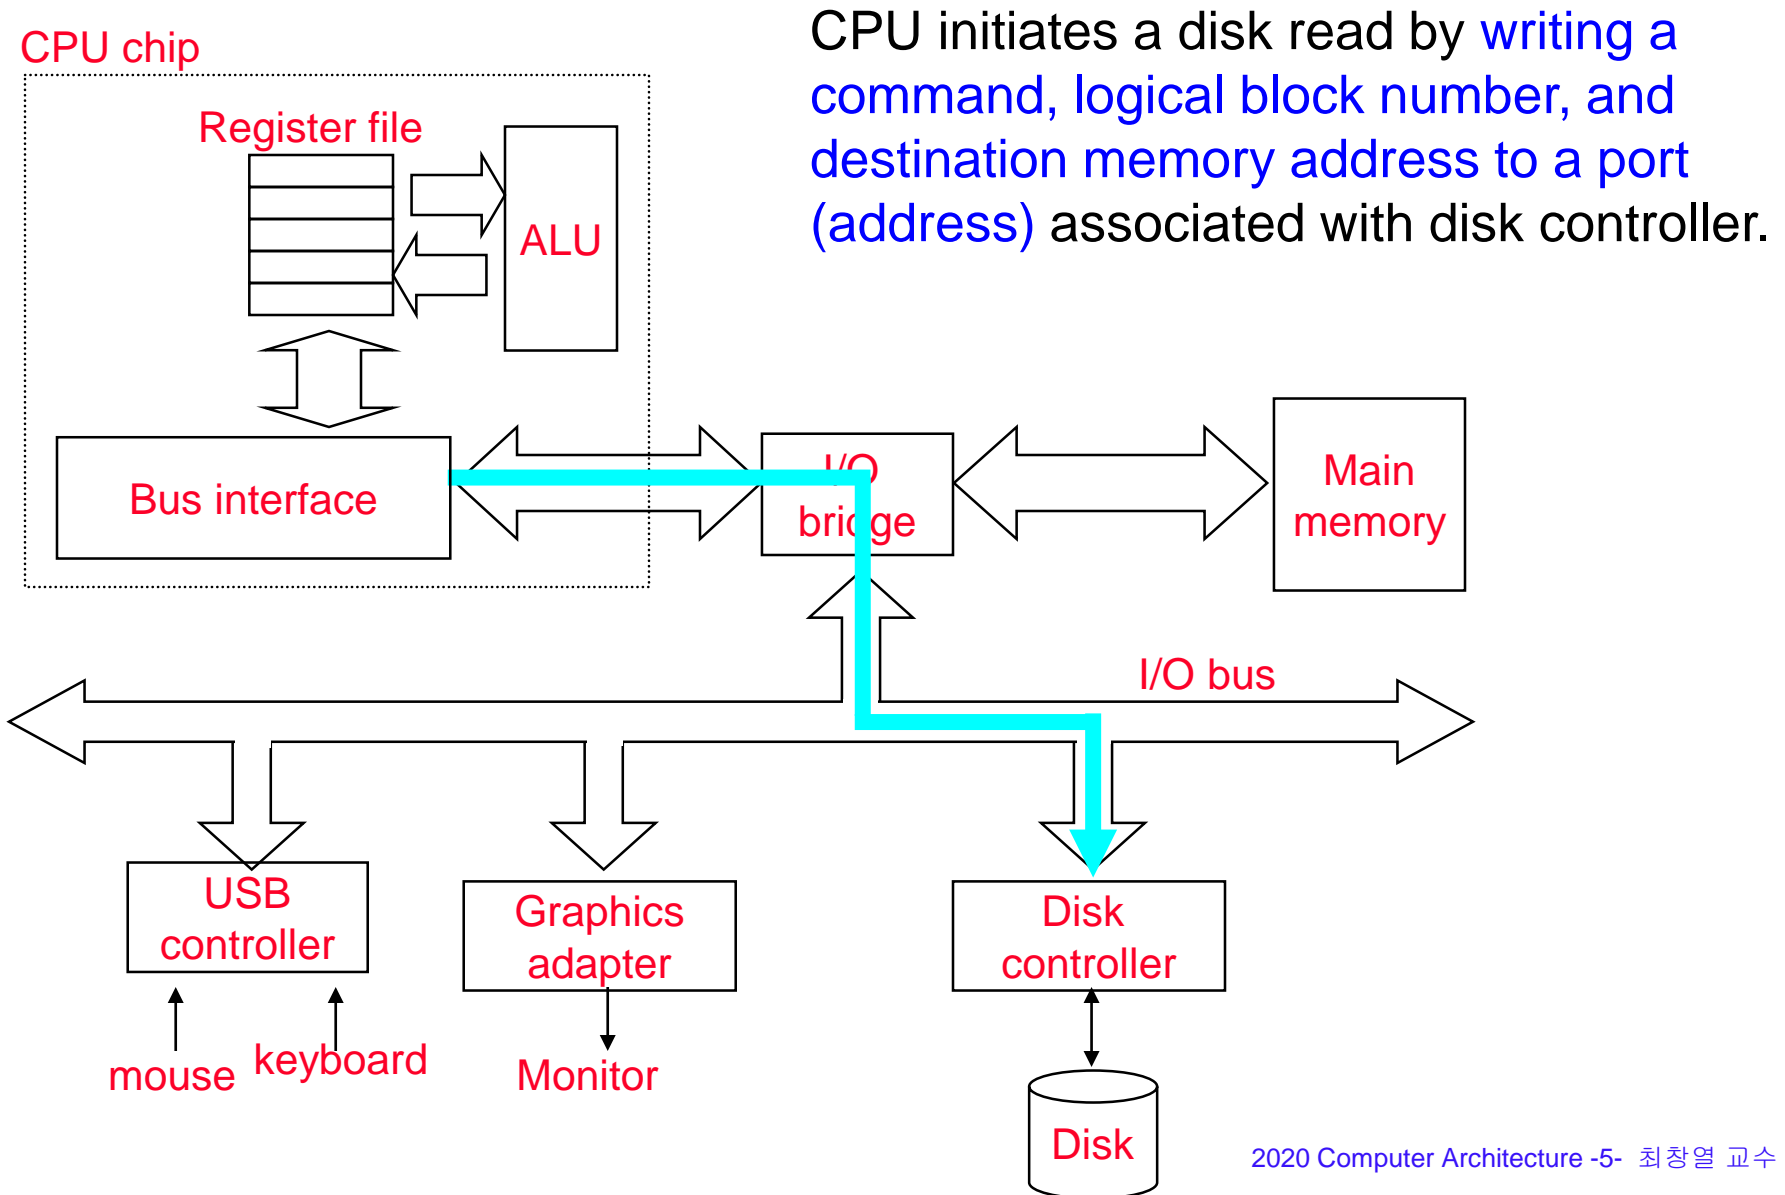 CPU initiates a disk read by writing a
command, logical block number, and
destination memory address to a port
(address) associated with disk controller.
CPU chip
Register file
ALU
Bus interface
I/O
bridge
Main
memory
I/O bus
USB
controller
Graphics
adapter
Disk
controller
mouse
keyboard
Monitor
Disk
2020 Computer Architecture -5- 최창열 교수